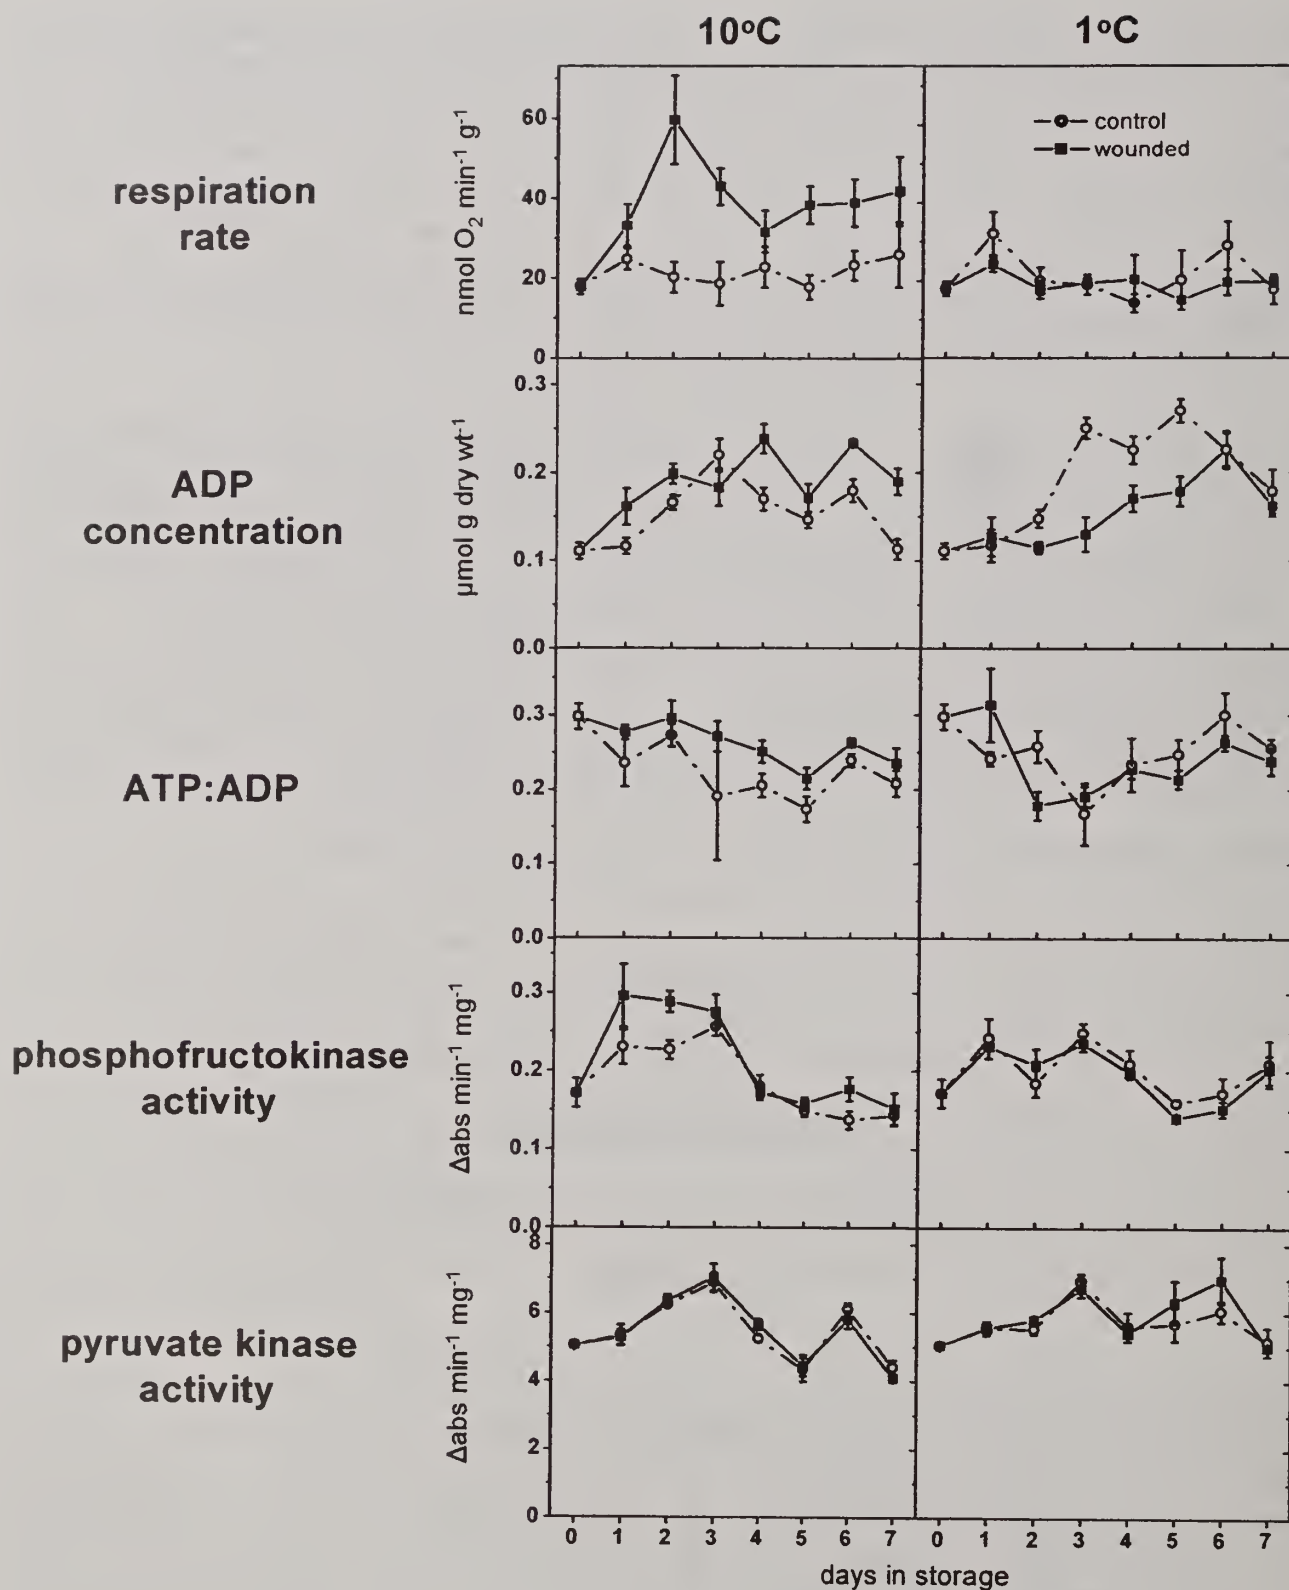 10°C 1°C
respiration
rate
nmol O₂ min⁻¹ g⁻¹
60
40
20
0
control
wounded
ADP
concentration
µmol g dry wt⁻¹
0.3
0.2
0.1
0.0
ATP:ADP
0.3
0.2
0.1
0.0
phosphofructokinase
activity
Δabs min⁻¹ mg⁻¹
0.3
0.2
0.1
0.0
pyruvate kinase
activity
Δabs min⁻¹ mg⁻¹
8
6
4
2
0
0 1 2 3 4 5 6 7 0 1 2 3 4 5 6 7
days in storage